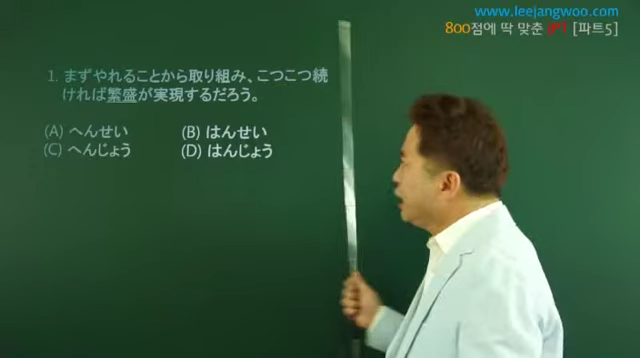 www.leejangwoo.com
800점에 딱 맞춘 JPT [파트5]
1. まずやれることから取り組み、こつこつ続
ければ繁盛が実現するだろう。
(A) へんせい (B) はんせい
(C) へんじょう (D) はんじょう